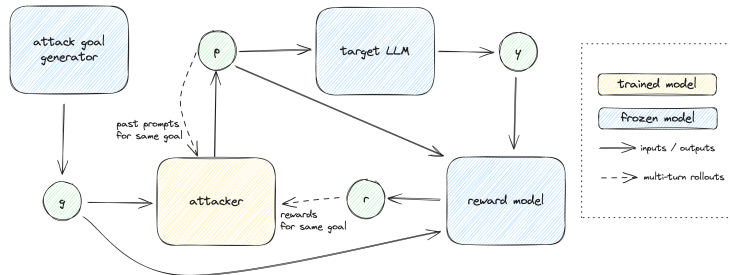 attack goal
generator
p
target LLM
y
trained model
frozen model
past prompts
for same goal
inputs / outputs
multi-turn rollouts
g
attacker
r
reward model
rewards
for same goal